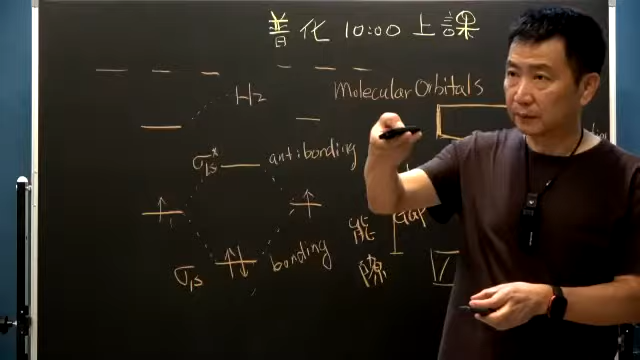 普化 10:00 上課
Molecular Orbitals
H₂
σ₁s* antibonding
能 Gap
隙
σ₁s bonding